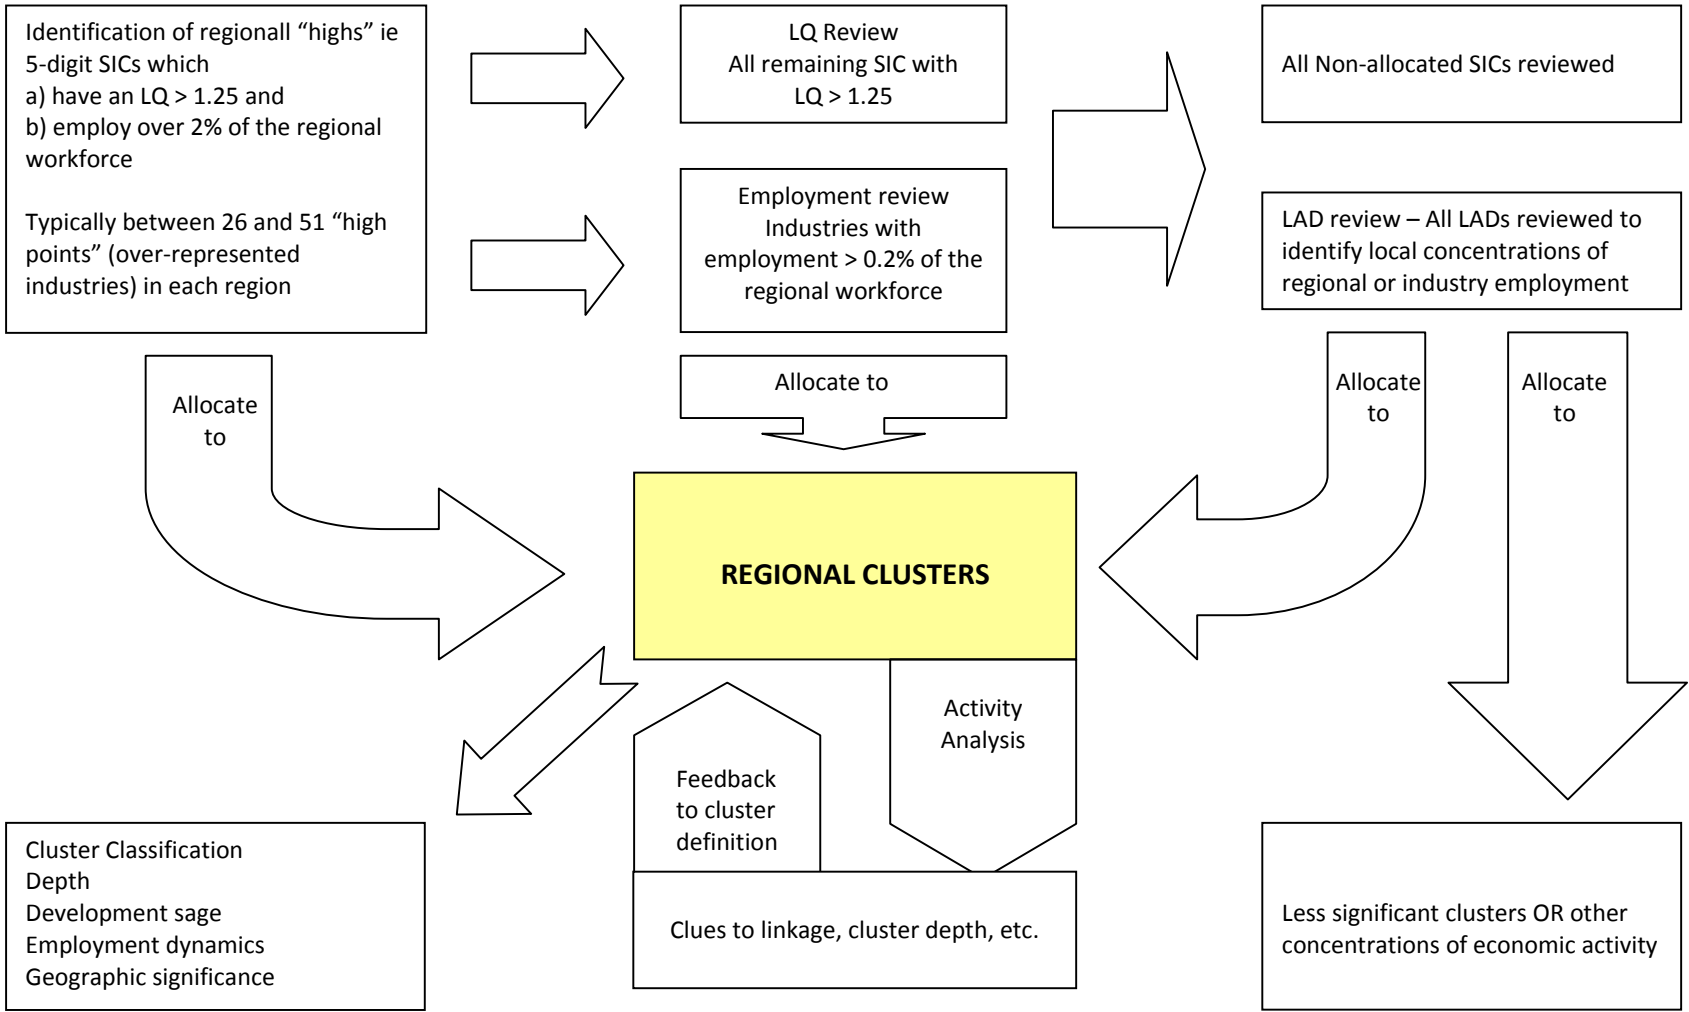 Identification of regionall “highs” ie
5-digit SICs which
a) have an LQ > 1.25 and
b) employ over 2% of the regional
workforce
Typically between 26 and 51 “high
points” (over-represented
industries) in each region
LQ Review
All remaining SIC with
LQ > 1.25
Employment review
Industries with
employment > 0.2% of the
regional workforce
All Non-allocated SICs reviewed
LAD review – All LADs reviewed to
identify local concentrations of
regional or industry employment
Allocate
to
Allocate to
Allocate
to
Allocate
to
REGIONAL CLUSTERS
Activity
Analysis
Feedback
to cluster
definition
Cluster Classification
Depth
Development sage
Employment dynamics
Geographic significance
Clues to linkage, cluster depth, etc.
Less significant clusters OR other
concentrations of economic activity